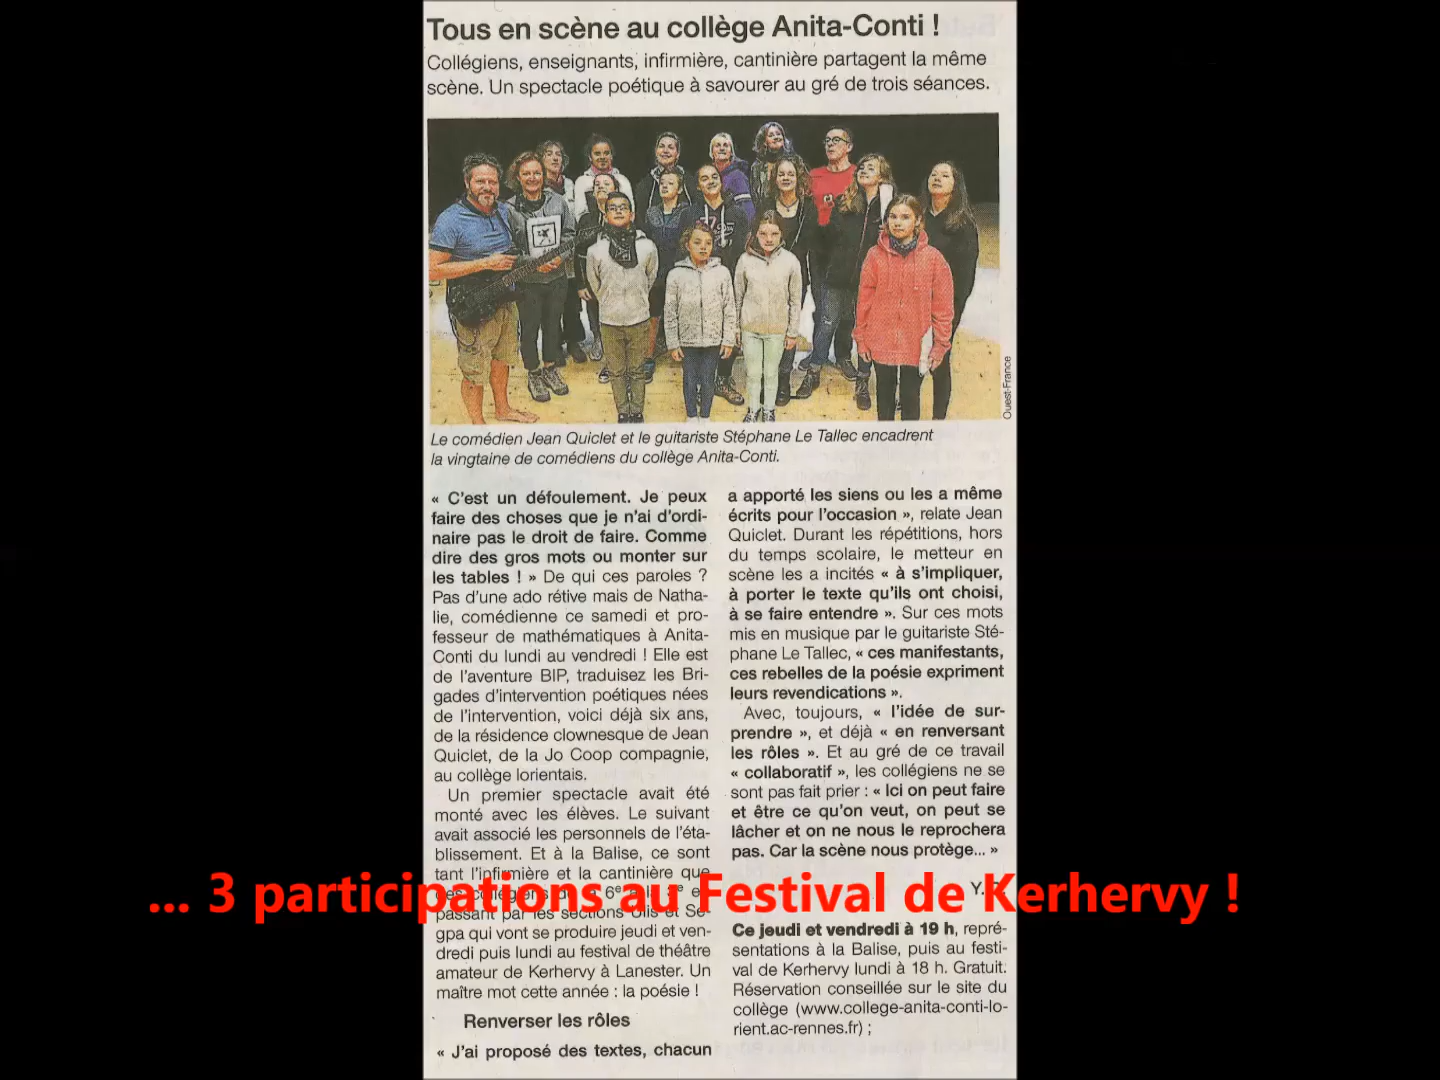 Tous en scène au collège Anita-Conti !
Collégiens, enseignants, infirmière, cantinière partagent la même
scène. Un spectacle poétique à savourer au gré de trois séances.
Ouest-France
Le comédien Jean Quiclet et le guitariste Stéphane Le Tallec encadrent
la vingtaine de comédiens du collège Anita-Conti.
« C'est un défoulement. Je peux
faire des choses que je n'ai d'ordi-
naire pas le droit de faire. Comme
dire des gros mots ou monter sur
les tables ! » De qui ces paroles ?
Pas d'une ado rétive mais de Natha-
lie, comédienne ce samedi et pro-
fesseur de mathématiques à Anita-
Conti du lundi au vendredi ! Elle est
de l'aventure BIP, traduisez les Bri-
gades d'intervention poétiques nées
de l'intervention, voici déjà six ans,
de la résidence clownesque de Jean
Quiclet, de la Jo Coop compagnie,
au collège lorientais.
Un premier spectacle avait été
monté avec les élèves. Le suivant
avait associé les personnels de l'éta-
blissement. Et à la Balise, ce sont
tant l'infirmière et la cantinière que
6e 3e
passant par les sections Ulis et Se-
gpa qui vont se produire jeudi et ven-
dredi puis lundi au festival de théâtre
amateur de Kerhervy à Lanester. Un
maître mot cette année : la poésie !
Renverser les rôles
« J'ai proposé des textes, chacun
a apporté les siens ou les a même
écrits pour l'occasion », relate Jean
Quiclet. Durant les répétitions, hors
du temps scolaire, le metteur en
scène les a incités « à s'impliquer,
à porter le texte qu'ils ont choisi,
à se faire entendre ». Sur ces mots
mis en musique par le guitariste Sté-
phane Le Tallec, « ces manifestants,
ces rebelles de la poésie expriment
leurs revendications ».
Avec, toujours, « l'idée de sur-
prendre », et déjà « en renversant
les rôles ». Et au gré de ce travail
« collaboratif », les collégiens ne se
sont pas fait prier : « Ici on peut faire
et être ce qu'on veut, on peut se
lâcher et on ne nous le reprochera
pas. Car la scène nous protège... »
Ce jeudi et vendredi à 19 h, repré-
sentations à la Balise, puis au festi-
val de Kerhervy lundi à 18 h. Gratuit.
Réservation conseillée sur le site du
collège (www.college-anita-conti-lo-
rient.ac-rennes.fr) ;
... 3 participations au Festival de Kerhervy !